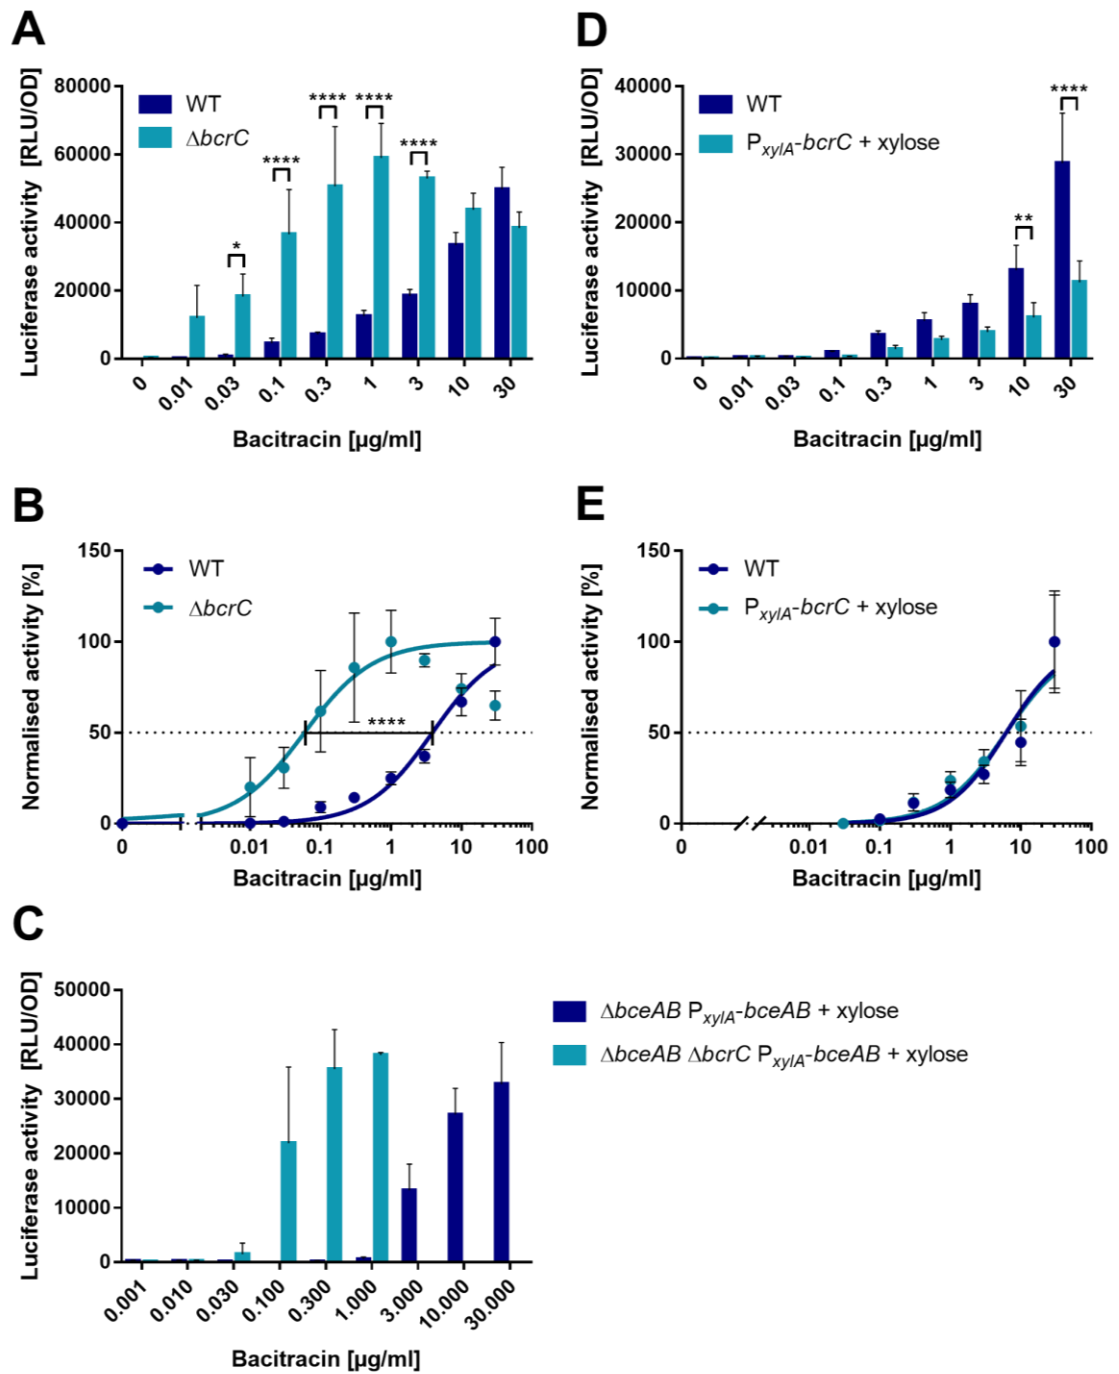 A
Luciferase activity [RLU/OD]
80000
60000
40000
20000
0
WT
ΔbcrC
*
****
****
****
****
0
0.01
0.03
0.1
0.3
1
3
10
30
Bacitracin [µg/ml]
D
Luciferase activity [RLU/OD]
40000
30000
20000
10000
0
WT
PxylA-bcrC + xylose
**
****
0
0.01
0.03
0.1
0.3
1
3
10
30
Bacitracin [µg/ml]
B
Normalised activity [%]
150
100
50
0
WT
ΔbcrC
****
0
0.01
0.1
1
10
100
Bacitracin [µg/ml]
E
Normalised activity [%]
150
100
50
0
WT
PxylA-bcrC + xylose
0
0.01
0.1
1
10
100
Bacitracin [µg/ml]
C
Luciferase activity [RLU/OD]
50000
40000
30000
20000
10000
0
ΔbceAB PxylA-bceAB + xylose
ΔbceAB ΔbcrC PxylA-bceAB + xylose
0.001
0.010
0.030
0.100
0.300
1.000
3.000
10.000
30.000
Bacitracin [µg/ml]